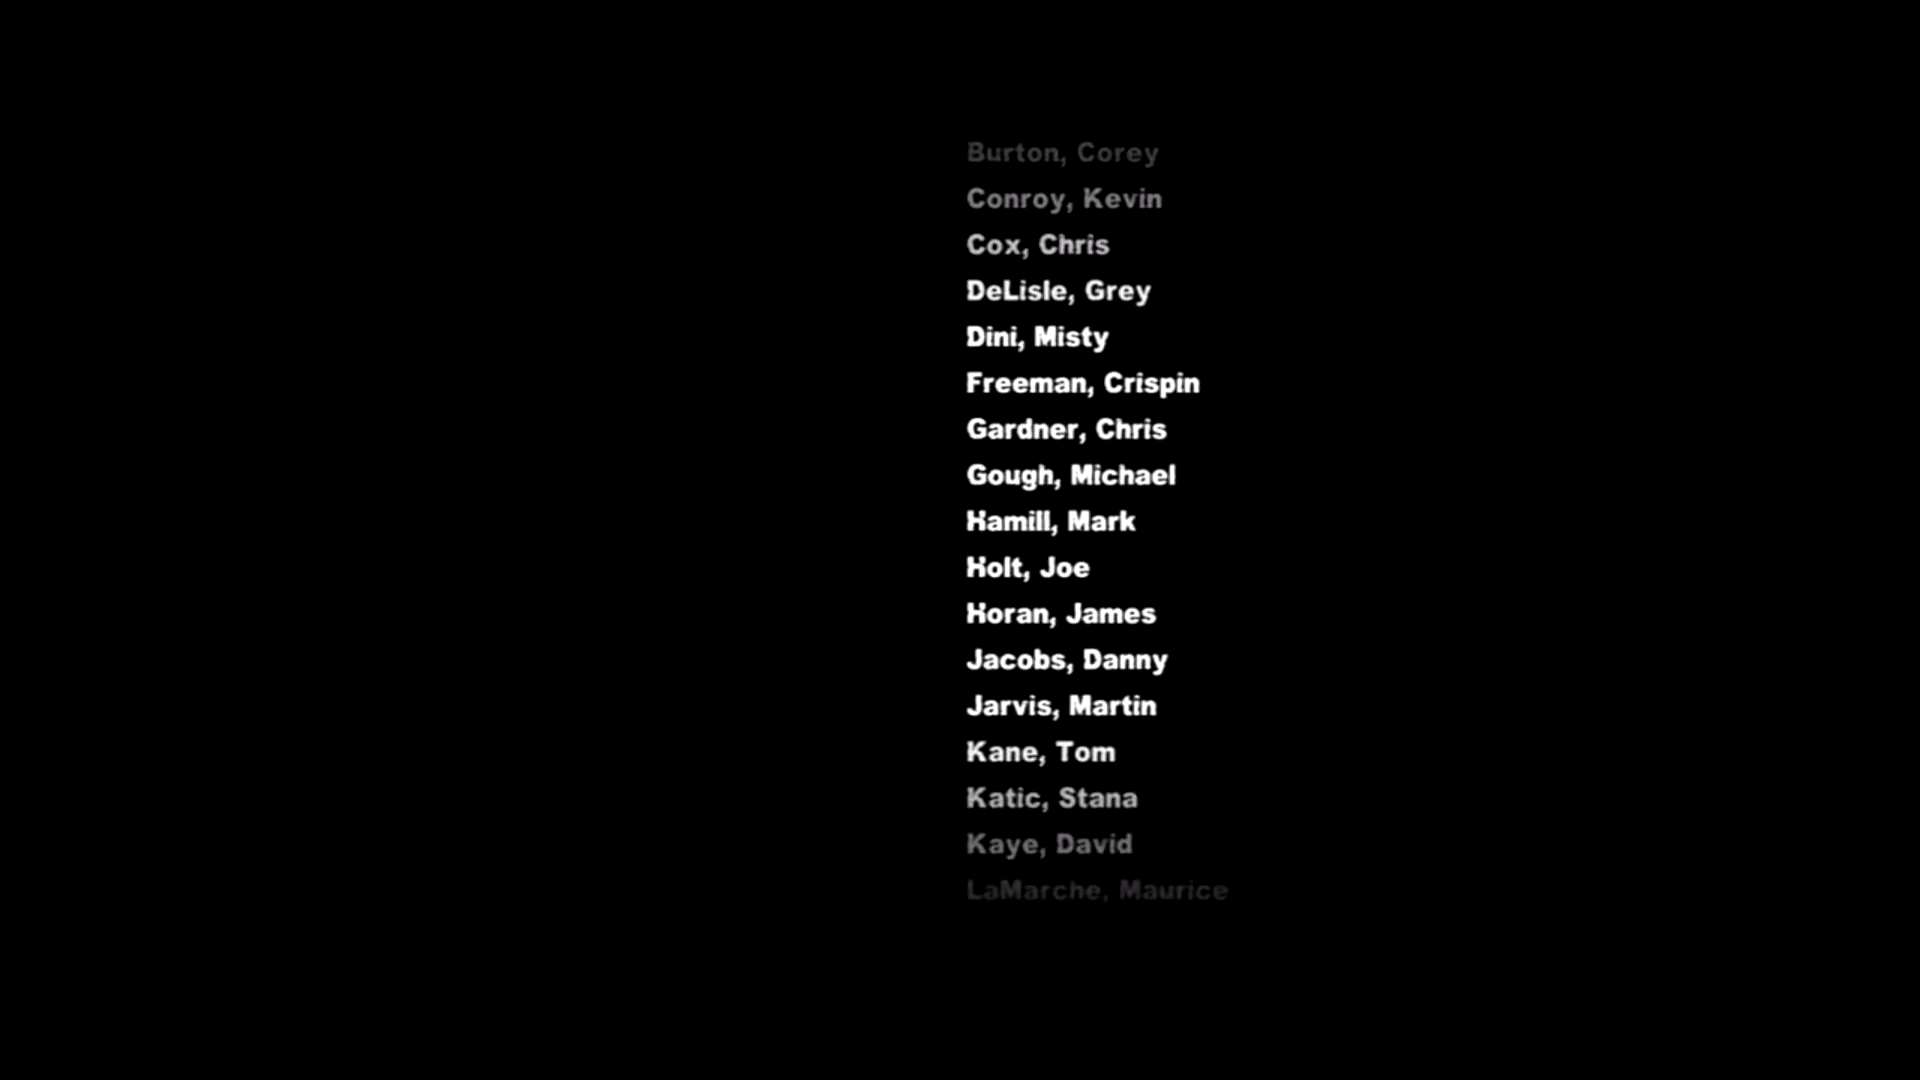 Burton, Corey
Conroy, Kevin
Cox, Chris
DeLisle, Grey
Dini, Misty
Freeman, Crispin
Gardner, Chris
Gough, Michael
Hamill, Mark
Holt, Joe
Horan, James
Jacobs, Danny
Jarvis, Martin
Kane, Tom
Katic, Stana
Kaye, David
LaMarche, Maurice